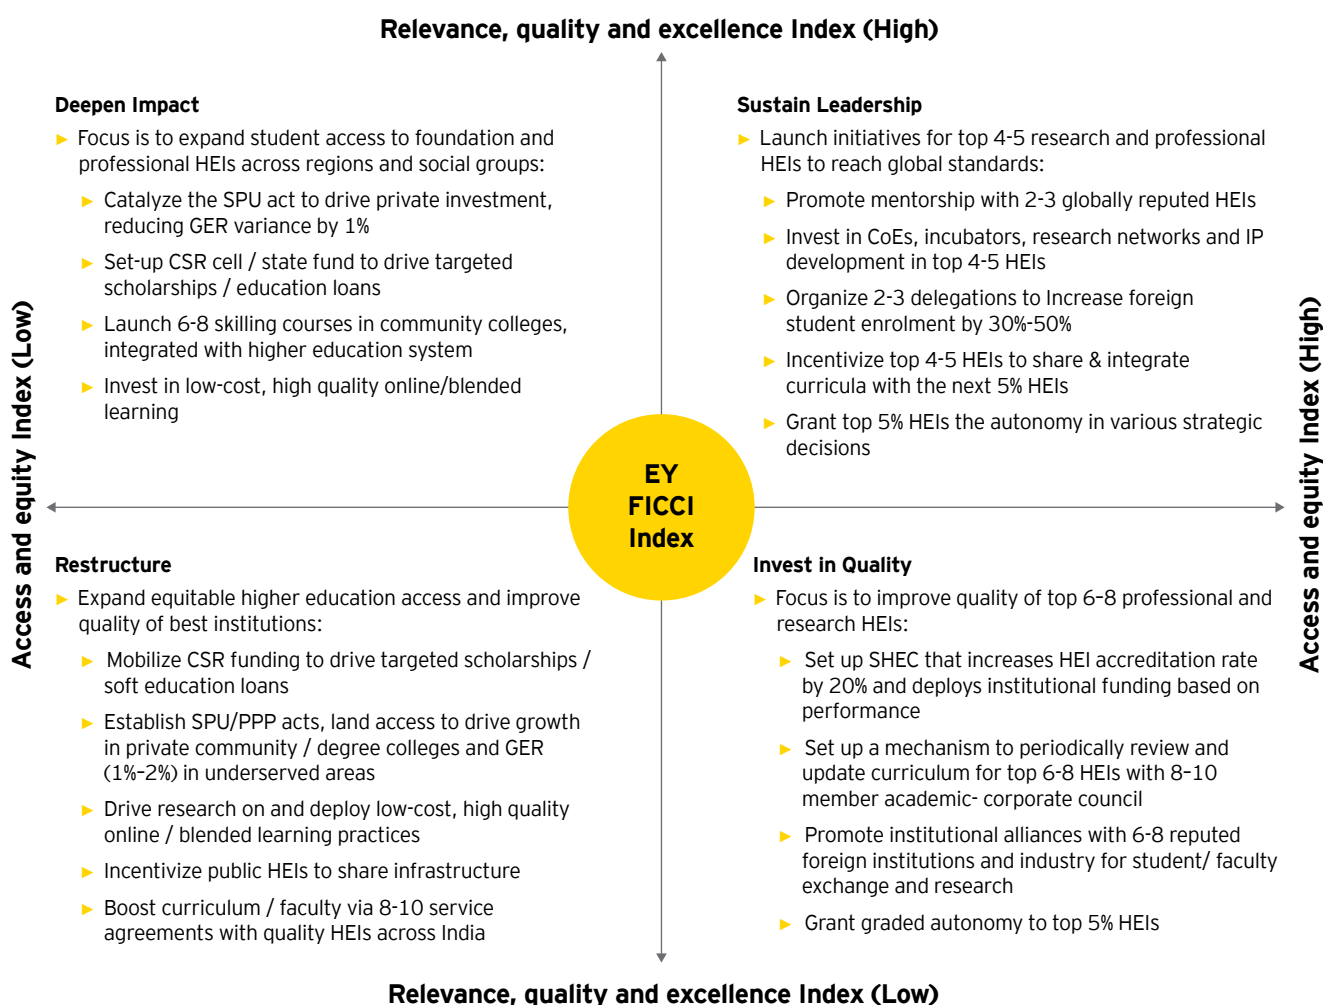 Relevance, quality and excellence Index (High)
Deepen Impact
► Focus is to expand student access to foundation and
professional HEIs across regions and social groups:
► Catalyze the SPU act to drive private investment,
reducing GER variance by 1%
► Set-up CSR cell / state fund to drive targeted
scholarships / education loans
► Launch 6-8 skilling courses in community colleges,
integrated with higher education system
► Invest in low-cost, high quality online/blended
learning
Sustain Leadership
► Launch initiatives for top 4-5 research and professional
HEIs to reach global standards:
► Promote mentorship with 2-3 globally reputed HEIs
► Invest in CoEs, incubators, research networks and IP
development in top 4-5 HEIs
► Organize 2-3 delegations to Increase foreign
student enrolment by 30%-50%
► Incentivize top 4-5 HEIs to share & integrate
curricula with the next 5% HEIs
► Grant top 5% HEIs the autonomy in various strategic
decisions
Access and equity Index (Low)
EY
FICCI
Index
Access and equity Index (High)
Restructure
► Expand equitable higher education access and improve
quality of best institutions:
► Mobilize CSR funding to drive targeted scholarships /
soft education loans
► Establish SPU/PPP acts, land access to drive growth
in private community / degree colleges and GER
(1%–2%) in underserved areas
► Drive research on and deploy low-cost, high quality
online / blended learning practices
► Incentivize public HEIs to share infrastructure
► Boost curriculum / faculty via 8-10 service
agreements with quality HEIs across India
Invest in Quality
► Focus is to improve quality of top 6–8 professional and
research HEIs:
► Set up SHEC that increases HEI accreditation rate
by 20% and deploys institutional funding based on
performance
► Set up a mechanism to periodically review and
update curriculum for top 6-8 HEIs with 8–10
member academic- corporate council
► Promote institutional alliances with 6-8 reputed
foreign institutions and industry for student/ faculty
exchange and research
► Grant graded autonomy to top 5% HEIs
Relevance, quality and excellence Index (Low)